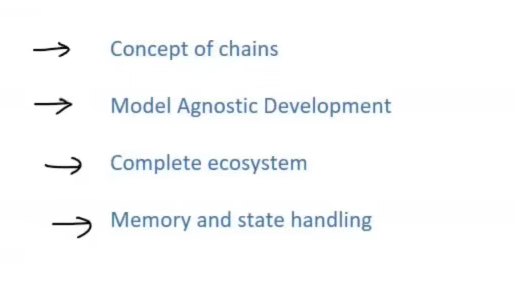 Concept of chains
Model Agnostic Development
Complete ecosystem
Memory and state handling